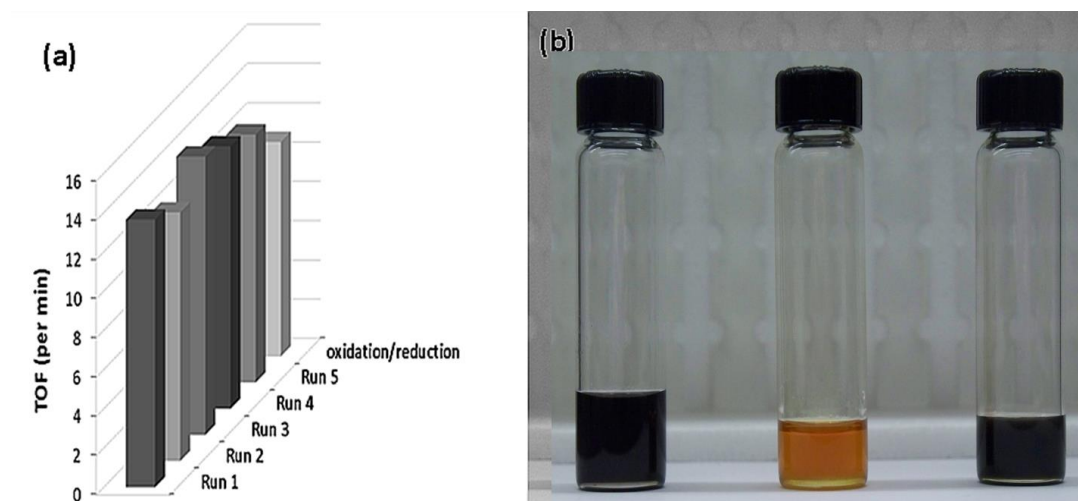 (a)
TOF (per min)
16
14
12
10
8
6
4
2
0
Run 1
Run 2
Run 3
Run 4
Run 5
oxidation/reduction
(b)